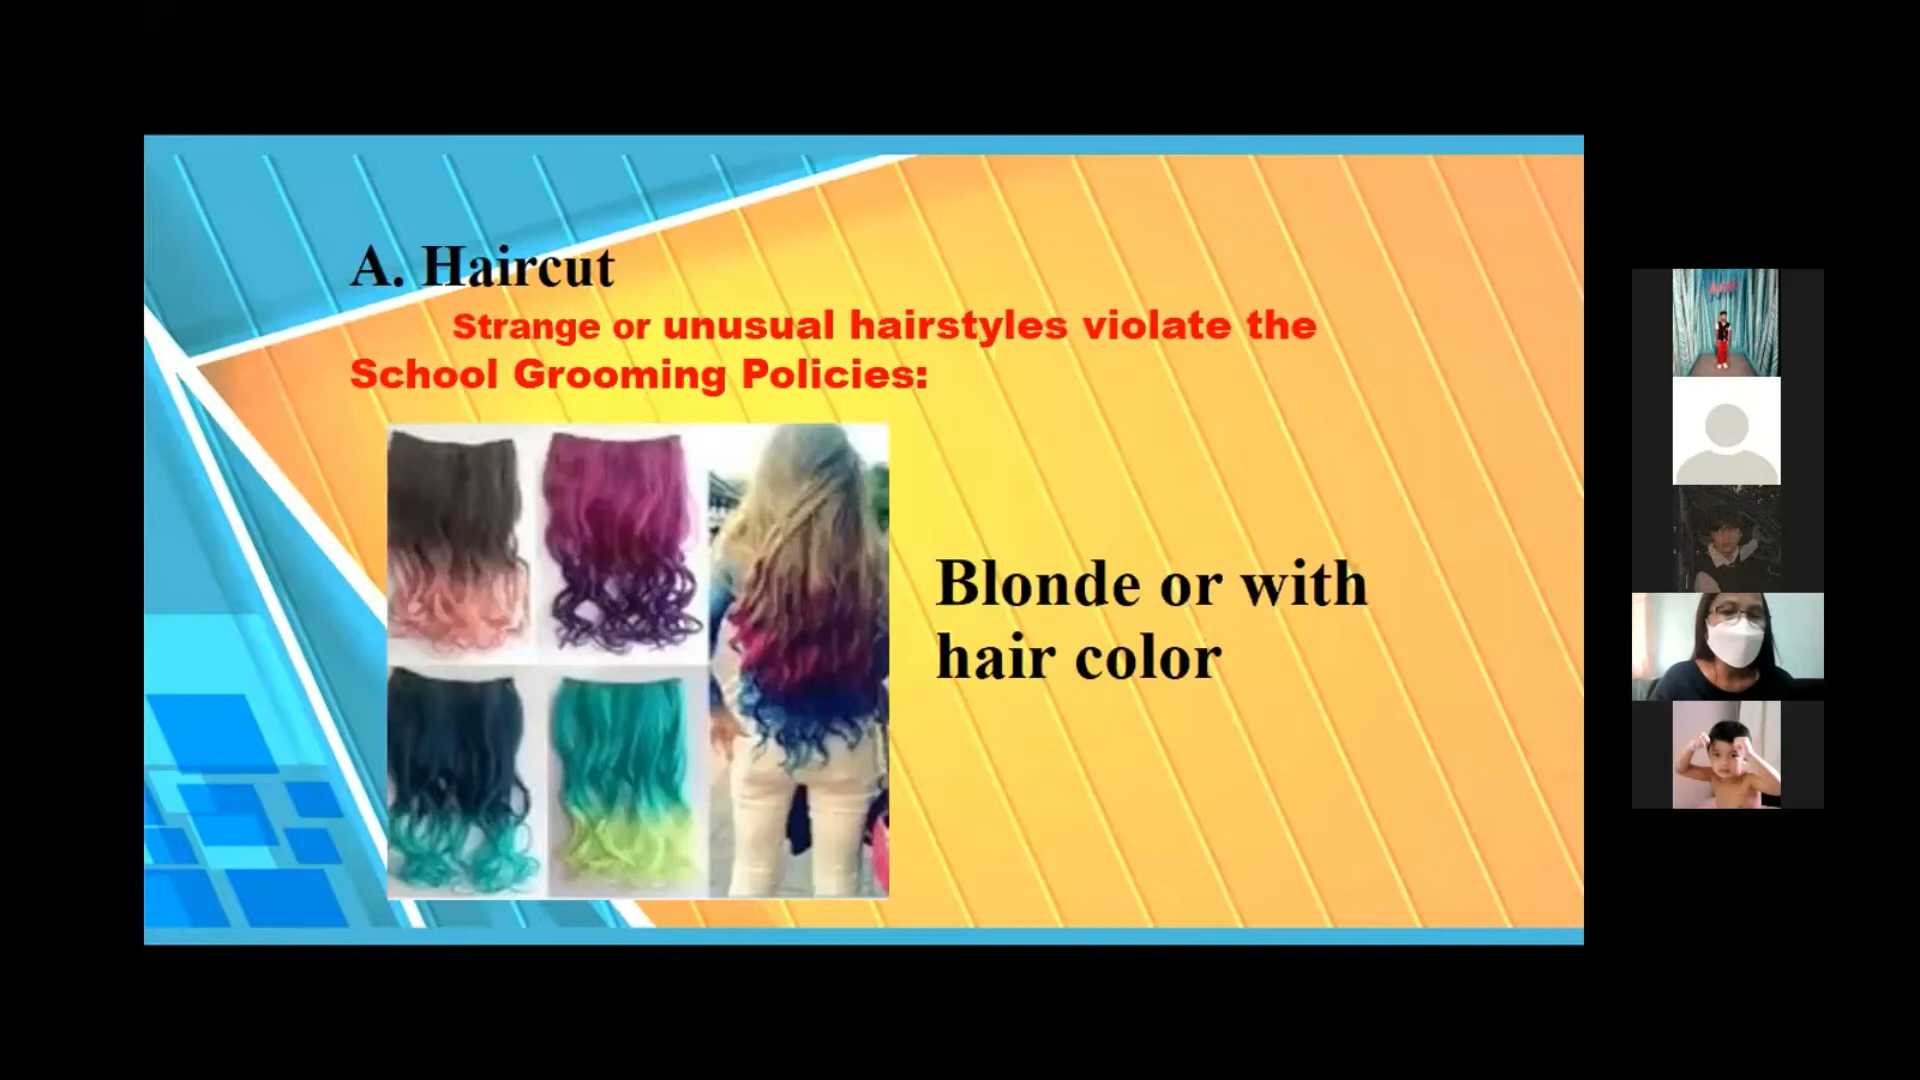 A. Haircut
Strange or unusual hairstyles violate the
School Grooming Policies:
Blonde or with
hair color